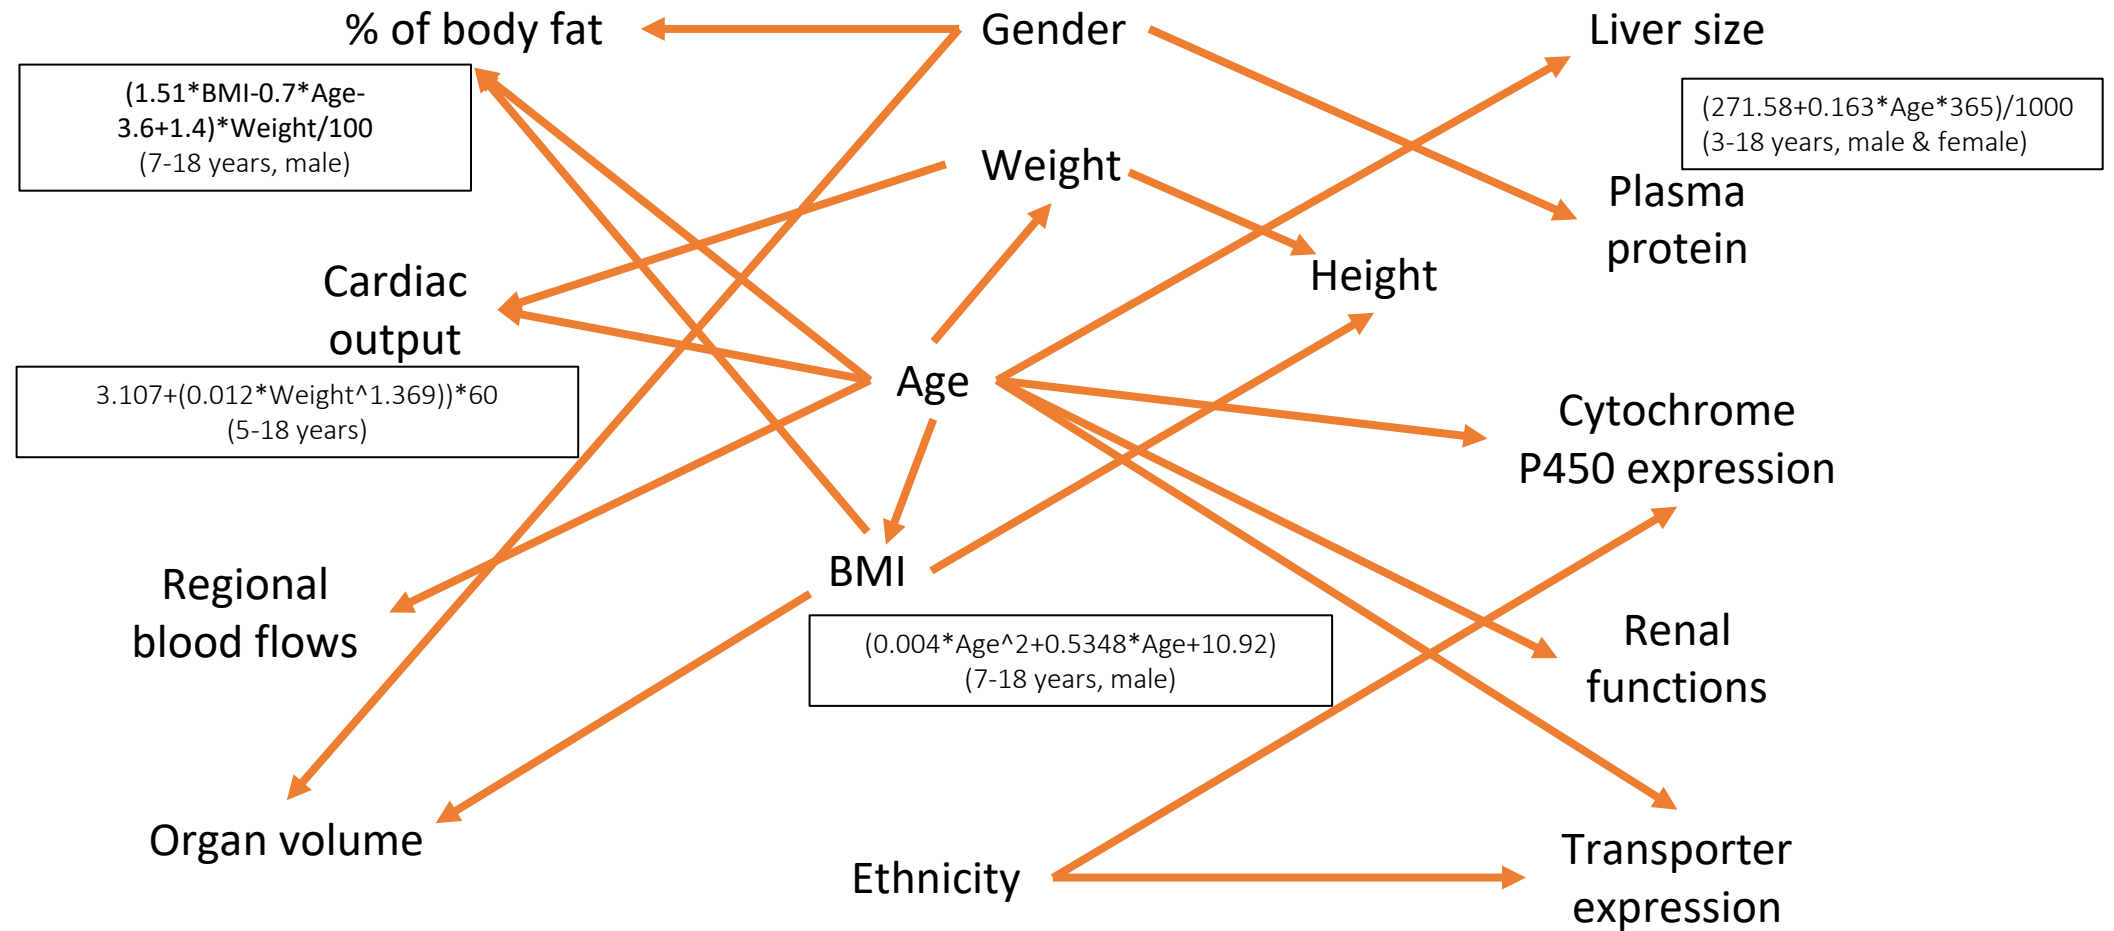 % of body fat
Gender
Liver size
(1.51*BMI-0.7*Age-
3.6+1.4)*Weight/100
(7-18 years, male)
(271.58+0.163*Age*365)/1000
(3-18 years, male & female)
Weight
Plasma
protein
Cardiac
output
Height
3.107+(0.012*Weight^1.369))*60
(5-18 years)
Age
Cytochrome
P450 expression
Regional
blood flows
BMI
(0.004*Age^2+0.5348*Age+10.92)
(7-18 years, male)
Renal
functions
Organ volume
Ethnicity
Transporter
expression